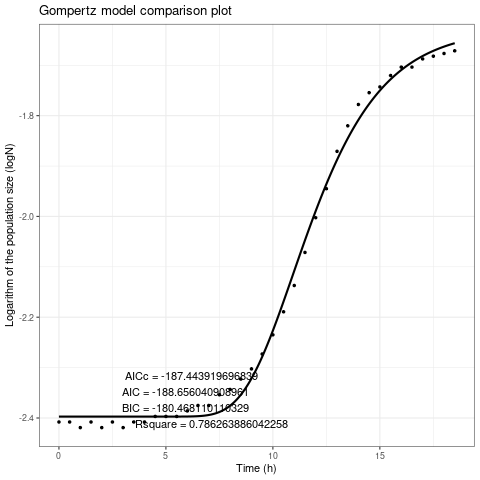 Gompertz model comparison plot
Logarithm of the population size (logN)
-1.8
-2.0
-2.2
-2.4
AICc = -187.443919696839
AIC = -188.656040908961
BIC = -180.468110110329
Rsquare = 0.786263886042258
0 5 10 15
Time (h)